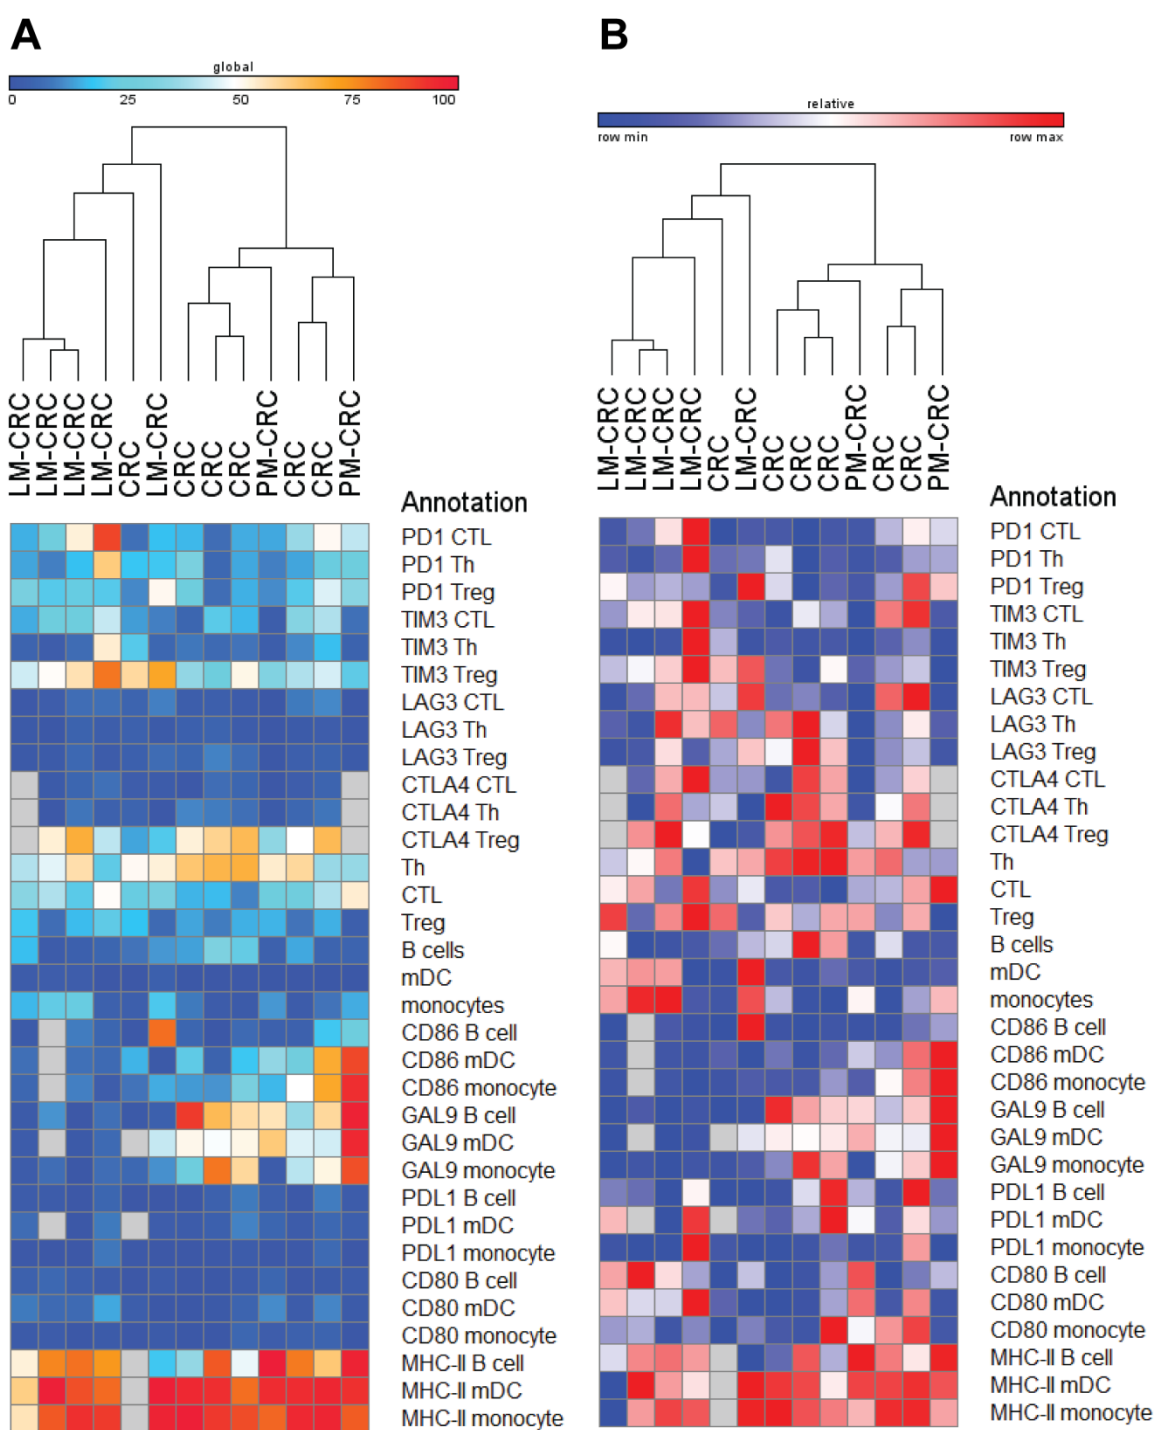 A
global
0 25 50 75 100
LM-CRC LM-CRC LM-CRC LM-CRC CRC LM-CRC CRC CRC CRC PM-CRC CRC CRC PM-CRC
Annotation
PD1 CTL
PD1 Th
PD1 Treg
TIM3 CTL
TIM3 Th
TIM3 Treg
LAG3 CTL
LAG3 Th
LAG3 Treg
CTLA4 CTL
CTLA4 Th
CTLA4 Treg
Th
CTL
Treg
B cells
mDC
monocytes
CD86 B cell
CD86 mDC
CD86 monocyte
GAL9 B cell
GAL9 mDC
GAL9 monocyte
PDL1 B cell
PDL1 mDC
PDL1 monocyte
CD80 B cell
CD80 mDC
CD80 monocyte
MHC-II B cell
MHC-II mDC
MHC-II monocyte
B
relative
row min row max
LM-CRC LM-CRC LM-CRC LM-CRC CRC LM-CRC CRC CRC CRC PM-CRC CRC CRC PM-CRC
Annotation
PD1 CTL
PD1 Th
PD1 Treg
TIM3 CTL
TIM3 Th
TIM3 Treg
LAG3 CTL
LAG3 Th
LAG3 Treg
CTLA4 CTL
CTLA4 Th
CTLA4 Treg
Th
CTL
Treg
B cells
mDC
monocytes
CD86 B cell
CD86 mDC
CD86 monocyte
GAL9 B cell
GAL9 mDC
GAL9 monocyte
PDL1 B cell
PDL1 mDC
PDL1 monocyte
CD80 B cell
CD80 mDC
CD80 monocyte
MHC-II B cell
MHC-II mDC
MHC-II monocyte